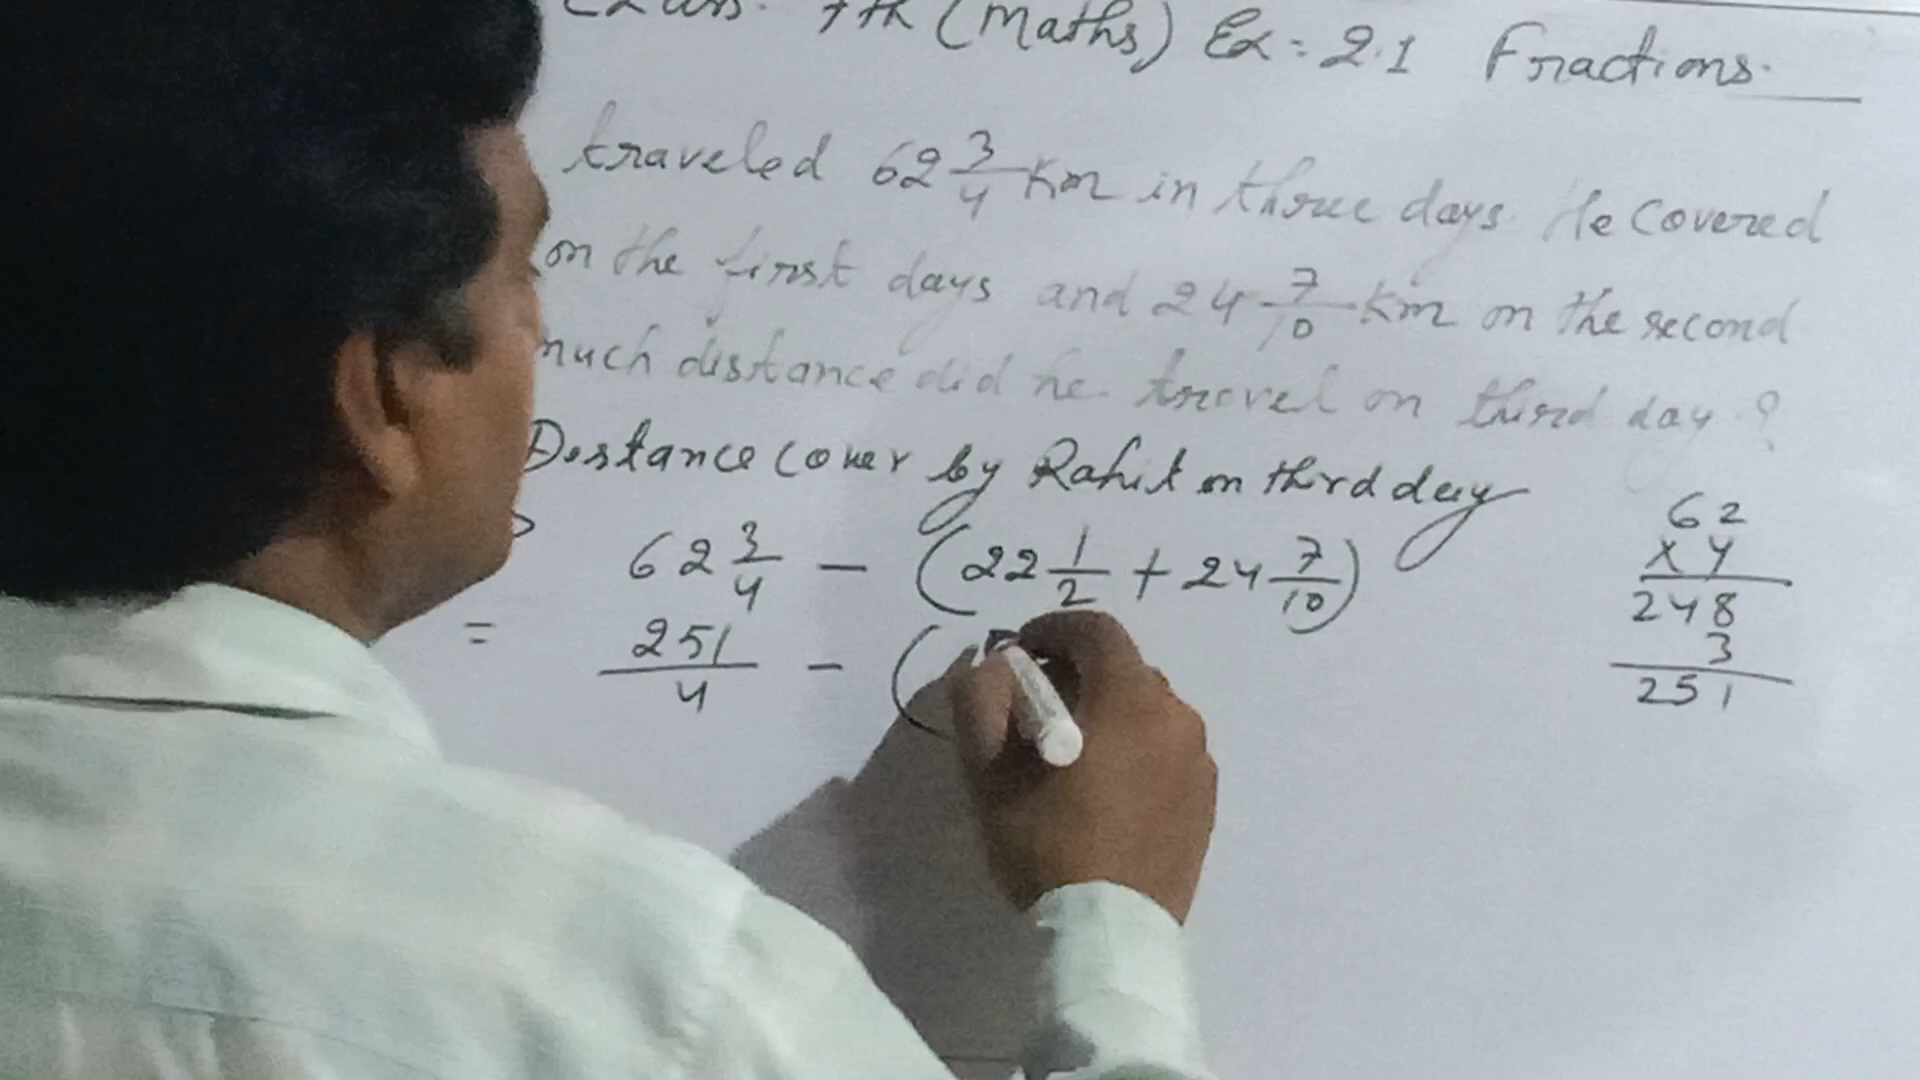 7th (Maths) Ex = 2.1 Fractions.
traveled 62 3/4 Km in three days. He Covered
on the first days and 24 7/10 Km on the second
much distance did he travel on third day ?
Distance cover by Rahit on third day
62 3/4 - (22 1/2 + 24 7/10)
= 251/4 - (
62
x 4
248
3
251